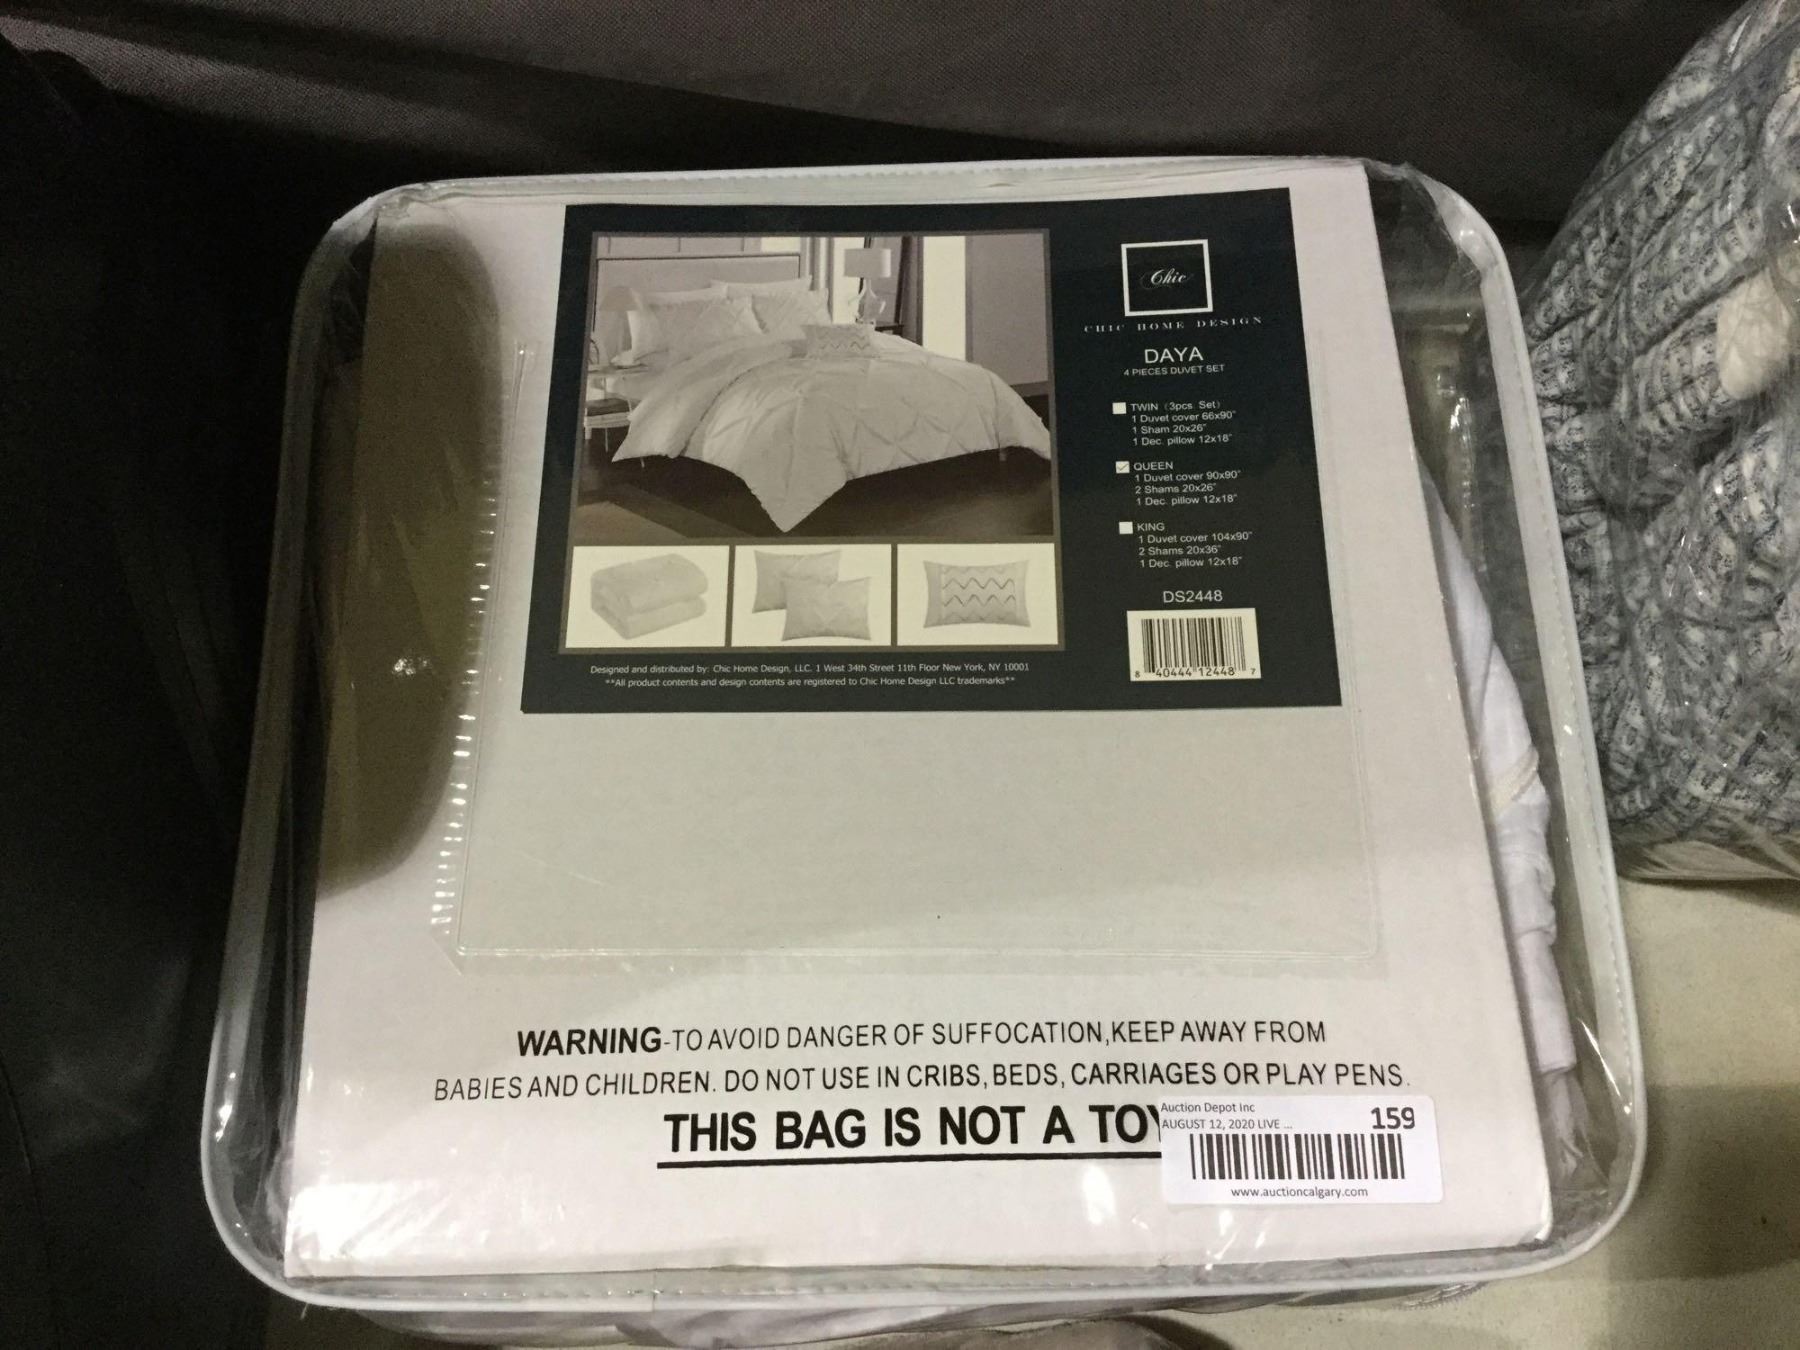 Chic
CHIC HOME DESIGN
DAYA
4 PIECES DUVET SET
TWIN (3pcs. Set)
1 Duvet cover 66x90"
1 Sham 20x26"
1 Dec. pillow 12x18"
QUEEN
1 Duvet cover 90x90"
2 Shams 20x26"
1 Dec. pillow 12x18"
KING
1 Duvet cover 104x90"
2 Shams 20x36"
1 Dec. pillow 12x18"
DS2448
8 40444 12448 7
Designed and distributed by: Chic Home Design, LLC. 1 West 34th Street 11th Floor New York, NY 10001
**All product contents and design contents are registered to Chic Home Design LLC trademarks**
WARNING-TO AVOID DANGER OF SUFFOCATION,KEEP AWAY FROM
BABIES AND CHILDREN. DO NOT USE IN CRIBS, BEDS, CARRIAGES OR PLAY PENS.
THIS BAG IS NOT A TOY
Auction Depot Inc
AUGUST 12, 2020 LIVE ...
159
www.auctioncalgary.com